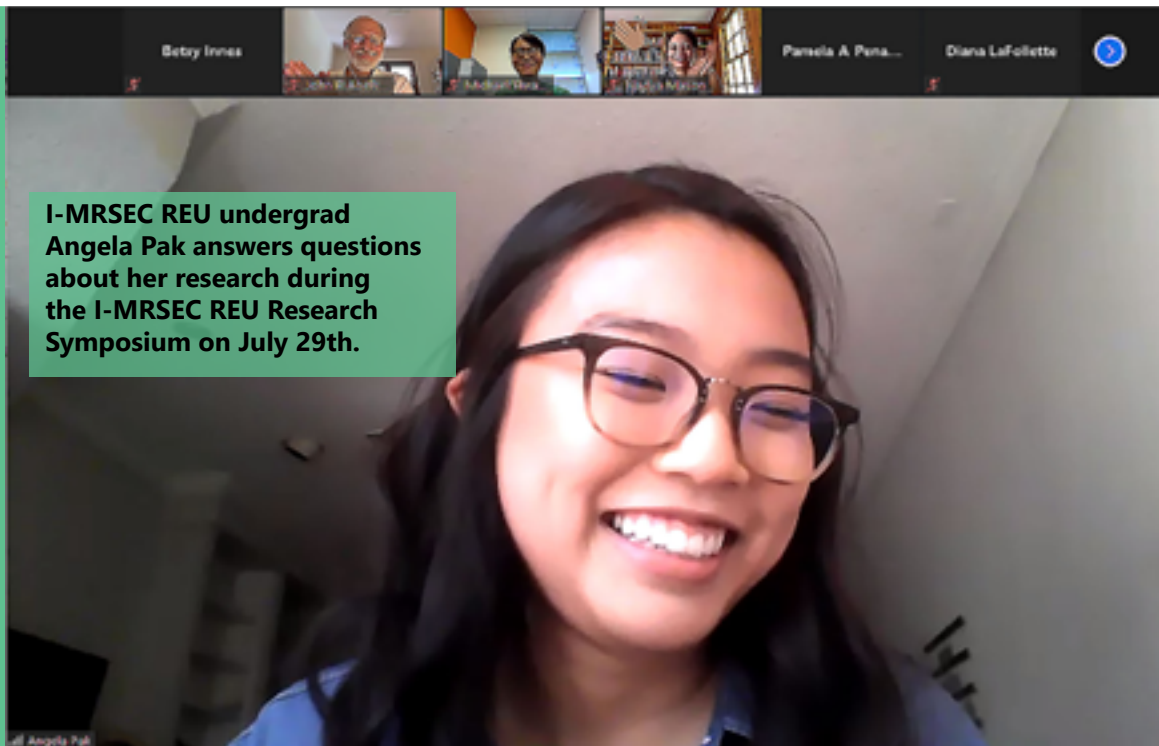 Betsy Innes
Pamela A Pena...
Diana LaFollette
I-MRSEC REU undergrad
Angela Pak answers questions
about her research during
the I-MRSEC REU Research
Symposium on July 29th.
Angela Pak